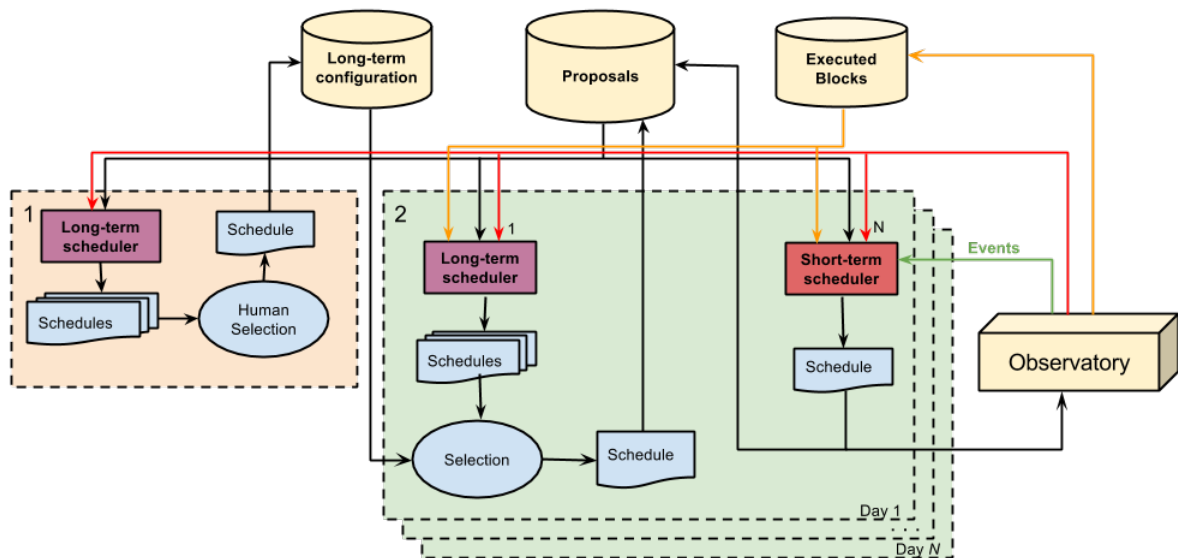 Long-term
configuration
Proposals
Executed
Blocks
1
Long-term
scheduler
Schedule
Schedules
Human
Selection
2
Long-term
scheduler
1
Schedules
Selection
Schedule
N
Short-term
scheduler
Schedule
Events
Observatory
Day 1
. . .
Day N